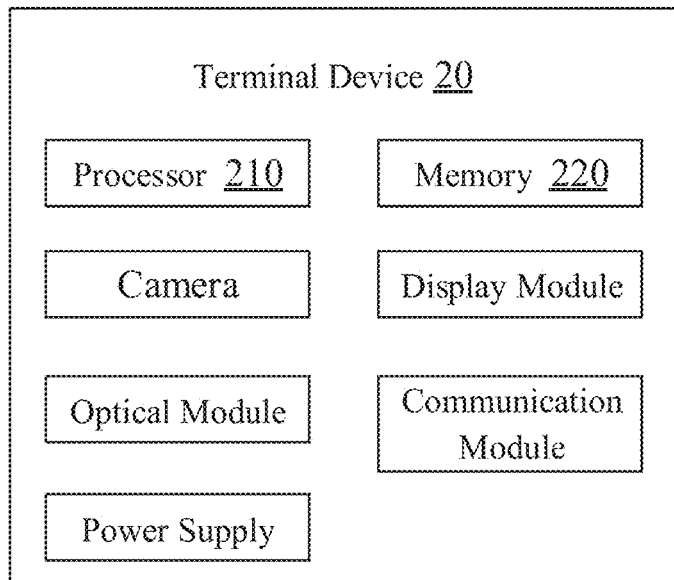 Terminal Device 20
Processor 210
Memory 220
Camera
Display Module
Optical Module
Communication
Module
Power Supply